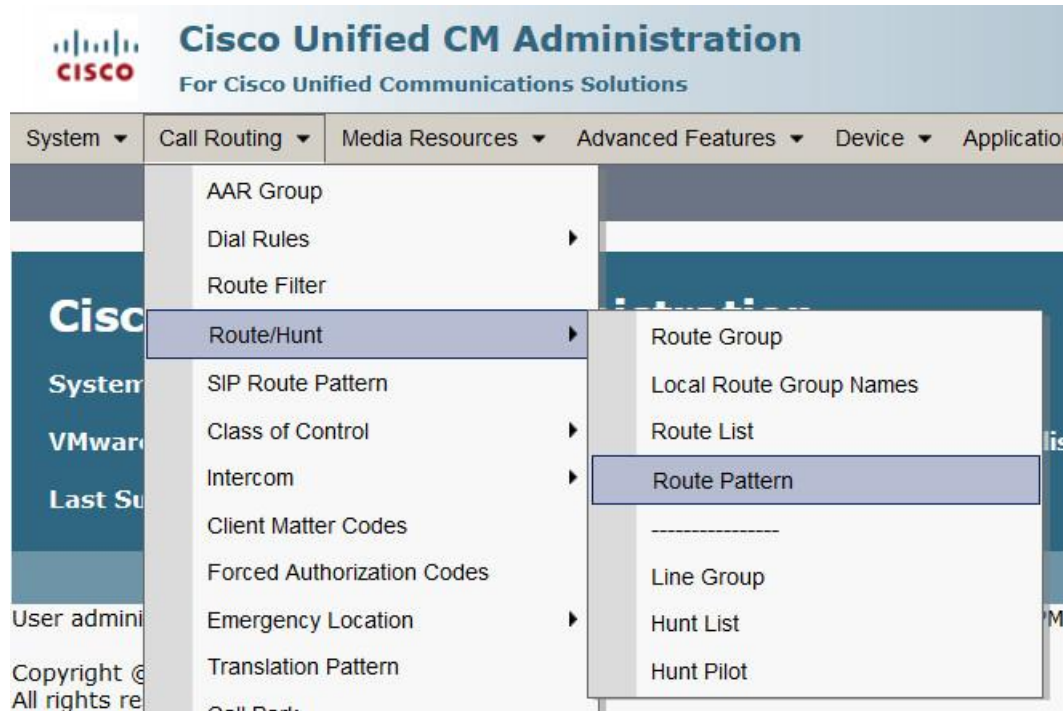 CISCO
Cisco Unified CM Administration
For Cisco Unified Communications Solutions
System Call Routing Media Resources Advanced Features Device Applicatio
AAR Group
Dial Rules
Route Filter
Route/Hunt
SIP Route Pattern
Class of Control
Intercom
Client Matter Codes
Forced Authorization Codes
Emergency Location
Translation Pattern
Route Group
Local Route Group Names
Route List
Route Pattern
----------------
Line Group
Hunt List
Hunt Pilot
Cisc
System
VMwar
Last Su
User admini
Copyright ©
All rights re